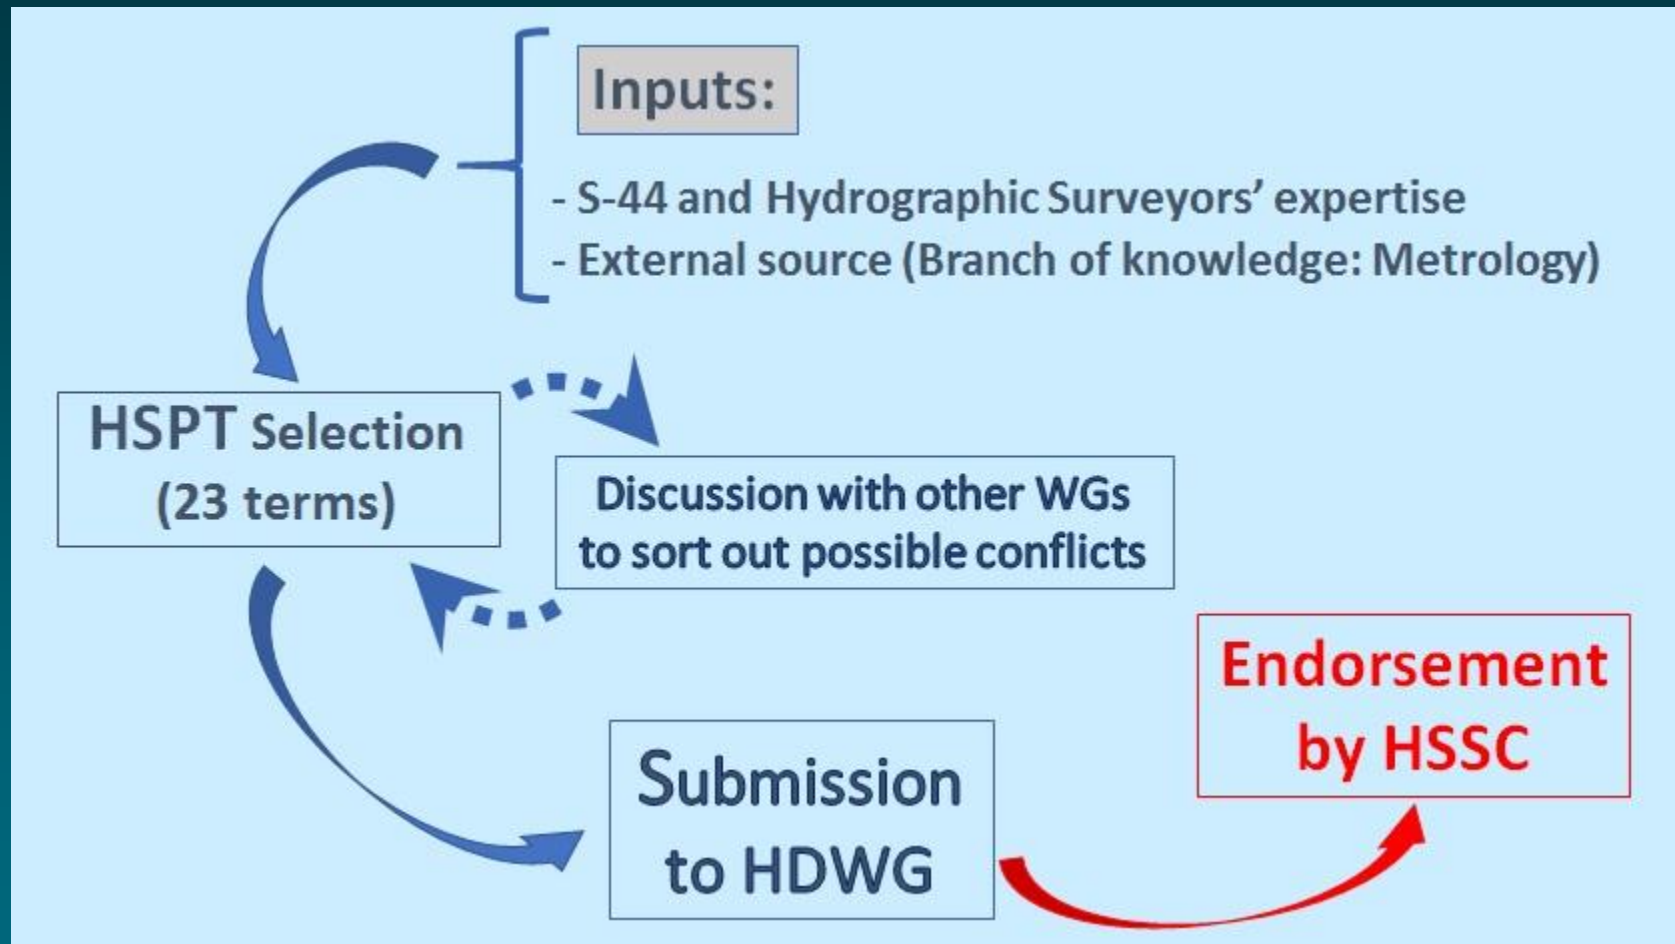 Inputs:
- S-44 and Hydrographic Surveyors’ expertise
- External source (Branch of knowledge: Metrology)
HSPT Selection
(23 terms)
Discussion with other WGs
to sort out possible conflicts
Endorsement
by HSSC
Submission
to HDWG